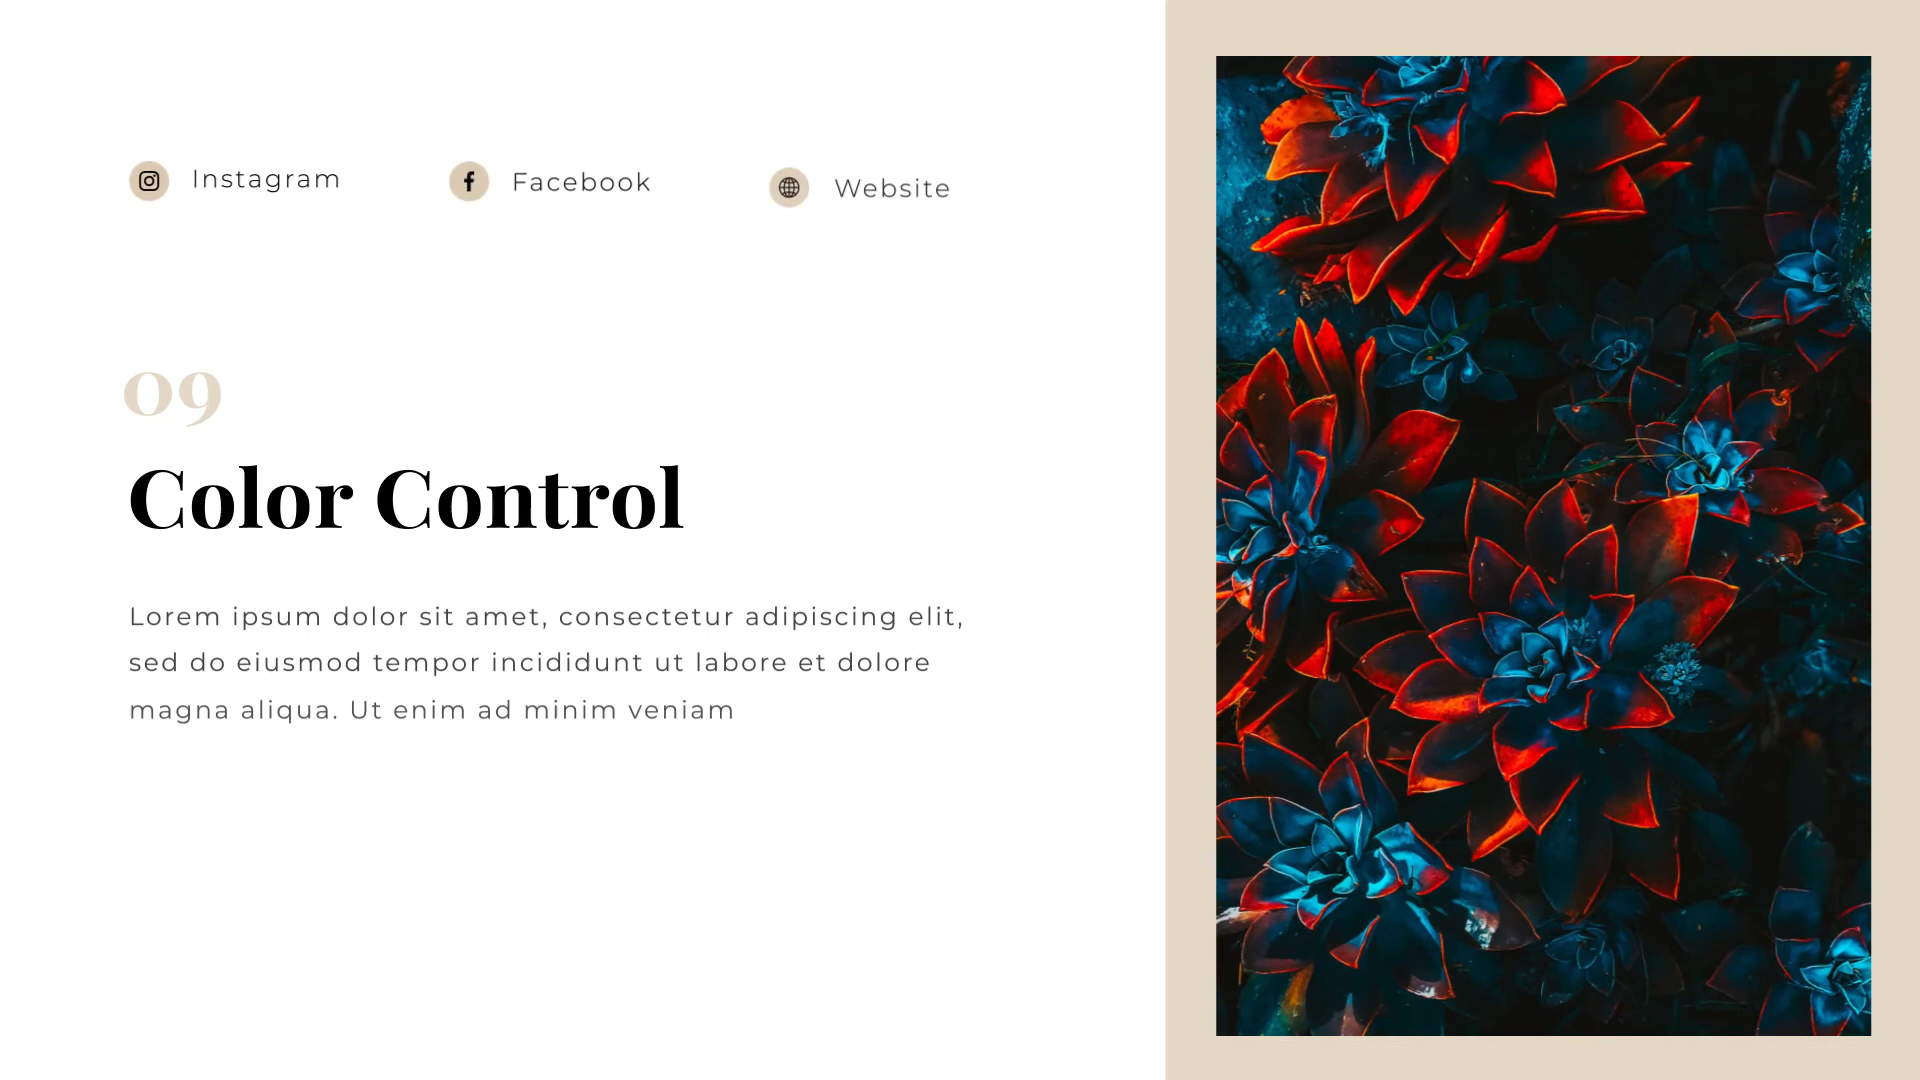 Instagram
Facebook
Website
09
Color Control
Lorem ipsum dolor sit amet, consectetur adipiscing elit,
sed do eiusmod tempor incididunt ut labore et dolore
magna aliqua. Ut enim ad minim veniam